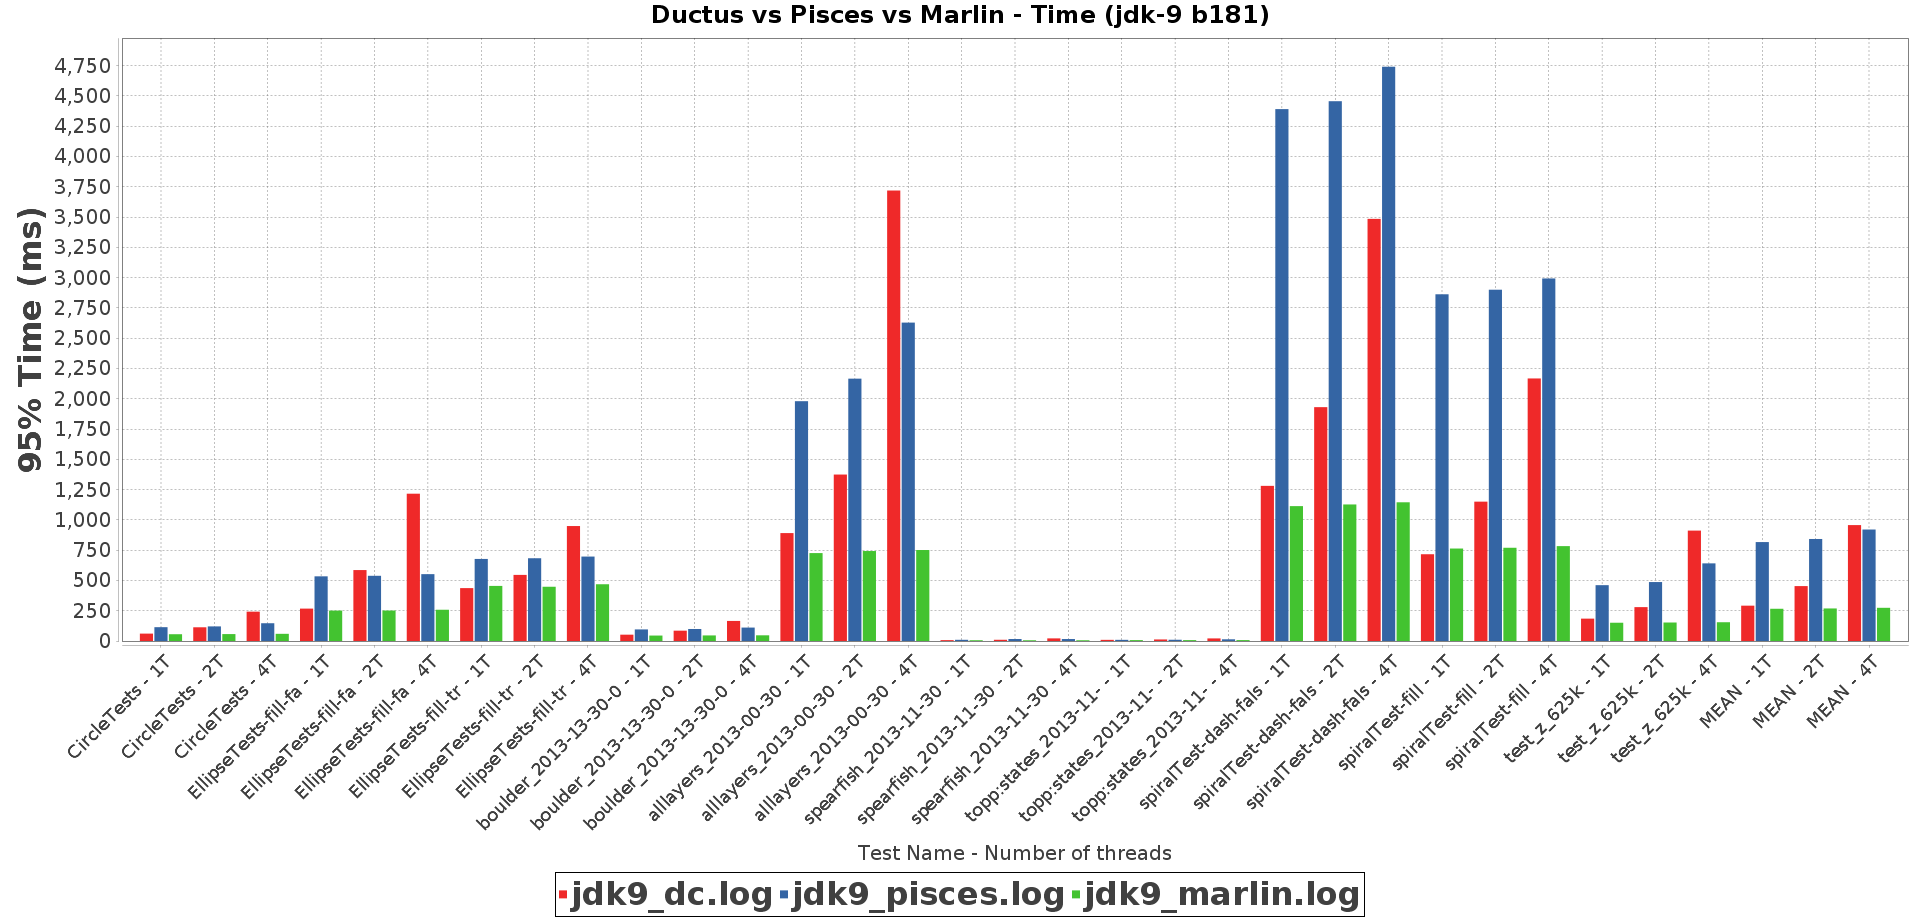 Ductus vs Pisces vs Marlin - Time (jdk-9 b181)
95% Time (ms)
4,750
4,500
4,250
4,000
3,750
3,500
3,250
3,000
2,750
2,500
2,250
2,000
1,750
1,500
1,250
1,000
750
500
250
0
CircleTests - 1T
CircleTests - 2T
CircleTests - 4T
EllipseTests-fill-fa - 1T
EllipseTests-fill-fa - 2T
EllipseTests-fill-fa - 4T
EllipseTests-fill-tr - 1T
EllipseTests-fill-tr - 2T
EllipseTests-fill-tr - 4T
boulder_2013-13-30-0 - 1T
boulder_2013-13-30-0 - 2T
boulder_2013-13-30-0 - 4T
alllayers_2013-00-30 - 1T
alllayers_2013-00-30 - 2T
alllayers_2013-00-30 - 4T
spearfish_2013-11-30 - 1T
spearfish_2013-11-30 - 2T
spearfish_2013-11-30 - 4T
topp:states_2013-11- - 1T
topp:states_2013-11- - 2T
topp:states_2013-11- - 4T
spiralTest-dash-fals - 1T
spiralTest-dash-fals - 2T
spiralTest-dash-fals - 4T
spiralTest-fill - 1T
spiralTest-fill - 2T
spiralTest-fill - 4T
test_z_625k - 1T
test_z_625k - 2T
test_z_625k - 4T
MEAN - 1T
MEAN - 2T
MEAN - 4T
Test Name - Number of threads
jdk9_dc.log jdk9_pisces.log jdk9_marlin.log